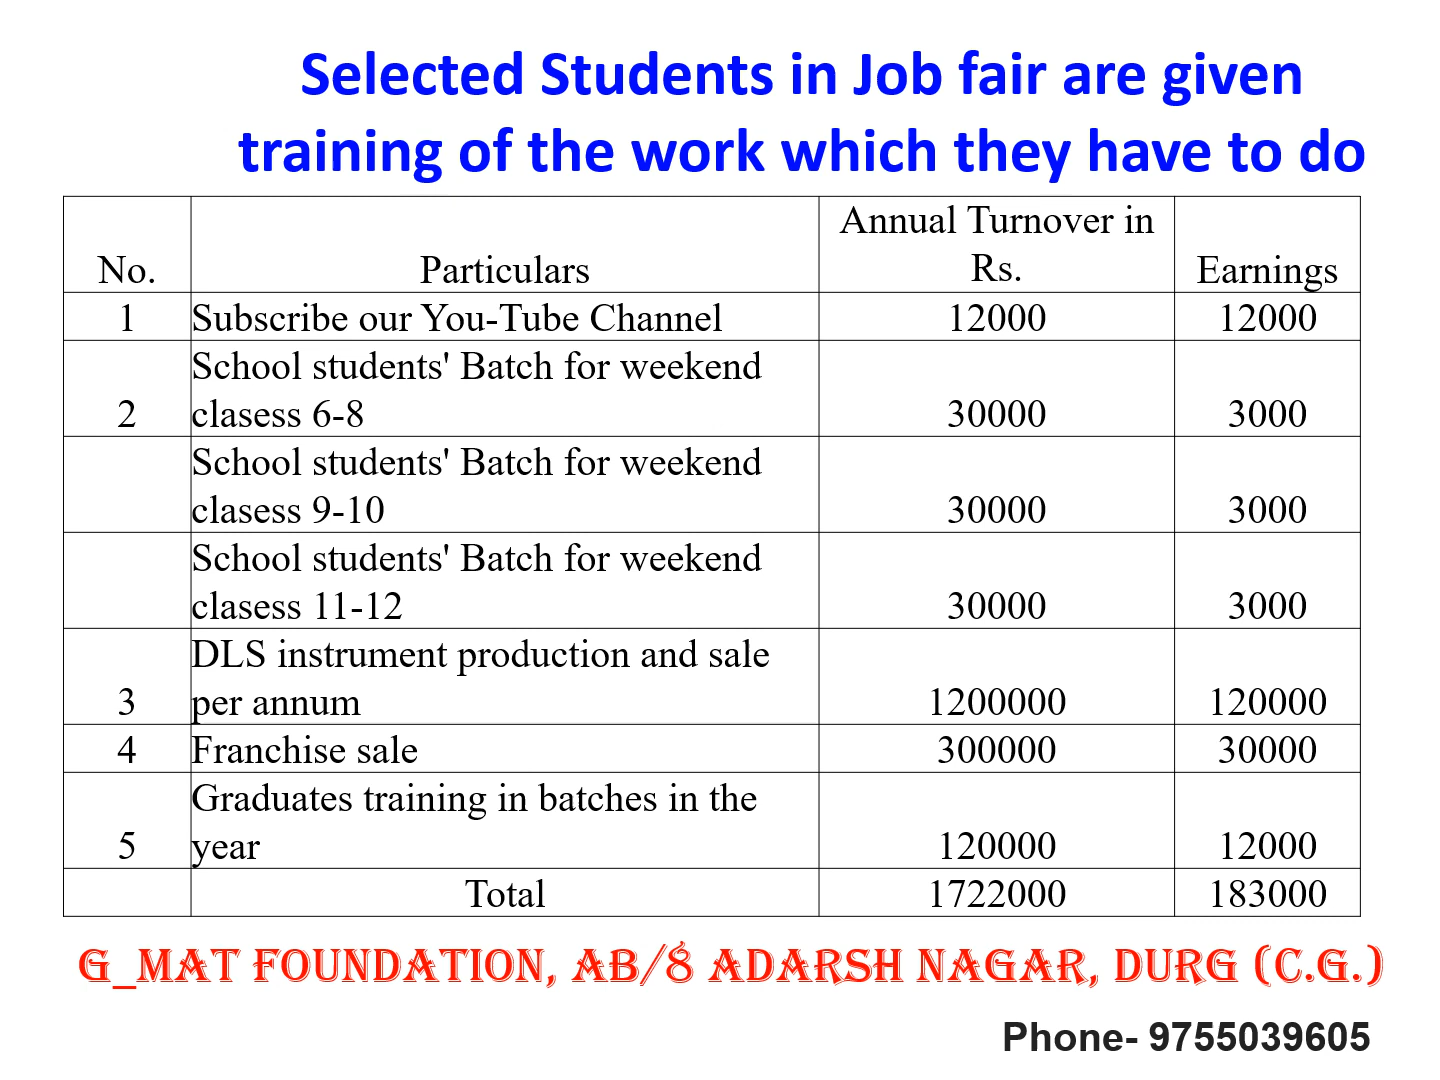 Selected Students in Job fair are given
training of the work which they have to do
No. Particulars Annual Turnover in Rs. Earnings
1 Subscribe our You-Tube Channel 12000 12000
2 School students' Batch for weekend clasess 6-8 30000 3000
School students' Batch for weekend clasess 9-10 30000 3000
School students' Batch for weekend clasess 11-12 30000 3000
3 DLS instrument production and sale per annum 1200000 120000
4 Franchise sale 300000 30000
5 Graduates training in batches in the year 120000 12000
Total 1722000 183000
G_MAT FOUNDATION, AB/8 ADARSH NAGAR, DURG (C.G.)
Phone- 9755039605